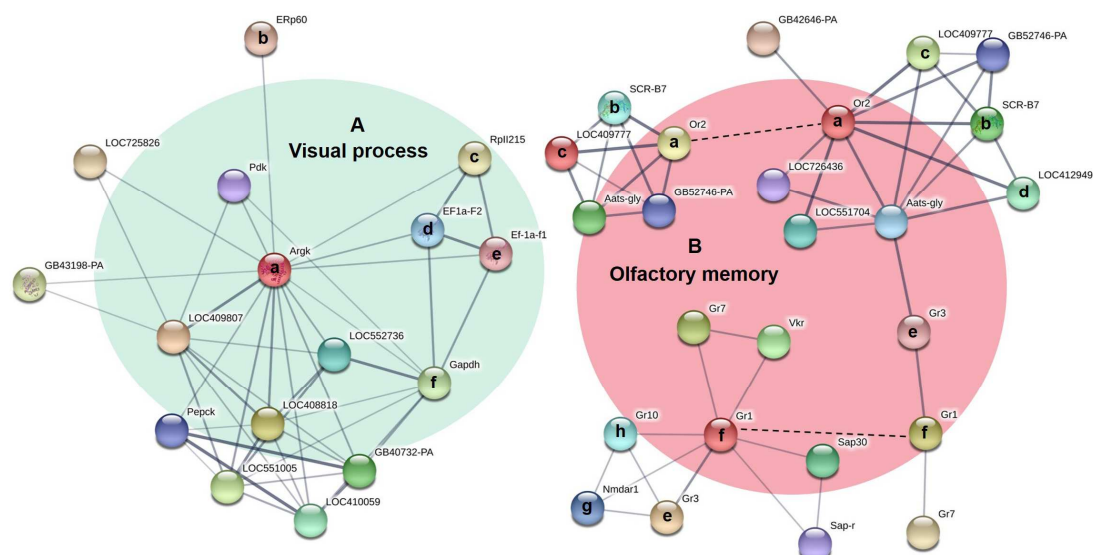 ERp60
b
A
Visual process
LOC725826
RpII215
c
Pdk
EF1a-F2
d
Ef-1a-f1
e
Argk
a
GB43198-PA
LOC409807
LOC552736
Gapdh
f
LOC408818
Pepck
GB40732-PA
LOC551005
LOC410059
GB42646-PA
LOC409777
c
GB52746-PA
SCR-B7
b
Or2
a
Or2
a
SCR-B7
b
LOC409777
c
LOC726436
LOC412949
d
GB52746-PA
Aats-gly
LOC551704
Aats-gly
B
Olfactory memory
Gr7
Vkr
Gr3
e
Gr10
h
Gr1
f
Gr1
f
Sap30
Nmdar1
g
Gr3
e
Sap-r
Gr7